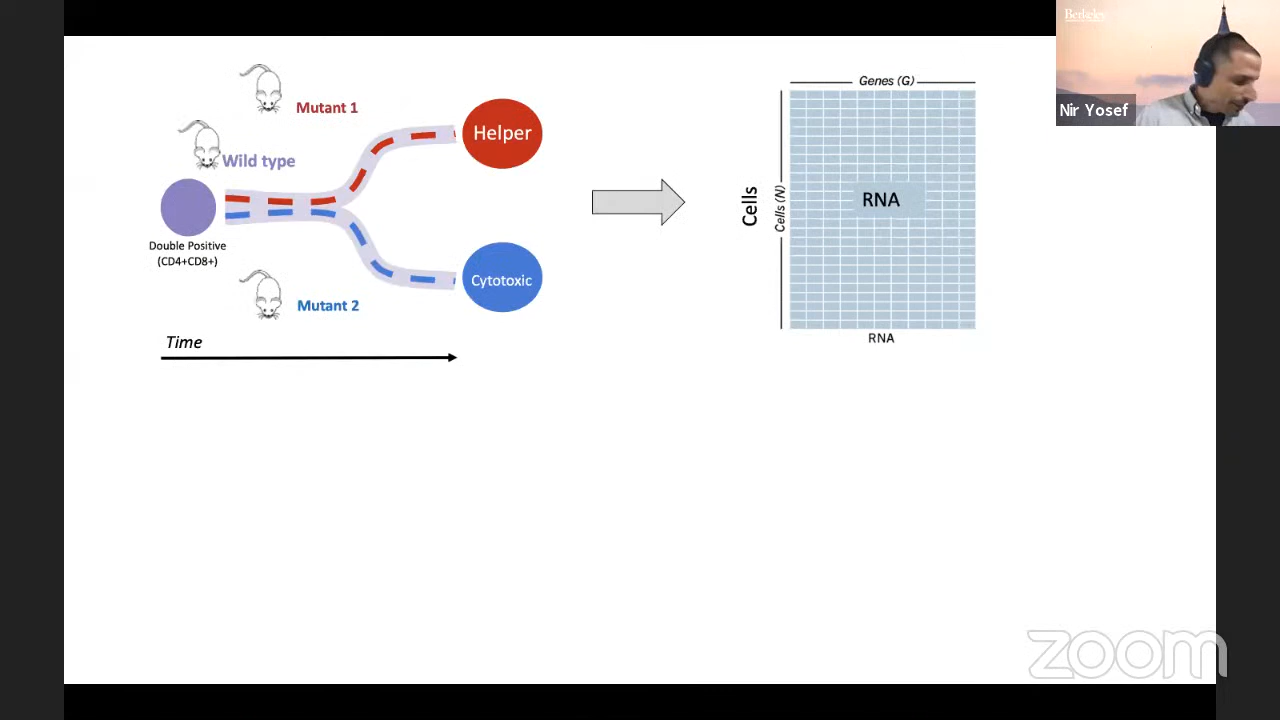 Berkeley
Nir Yosef
Mutant 1
Wild type
Helper
Double Positive
(CD4+CD8+)
Cytotoxic
Mutant 2
Time
Genes (G)
Cells
Cells (N)
RNA
RNA
zoom